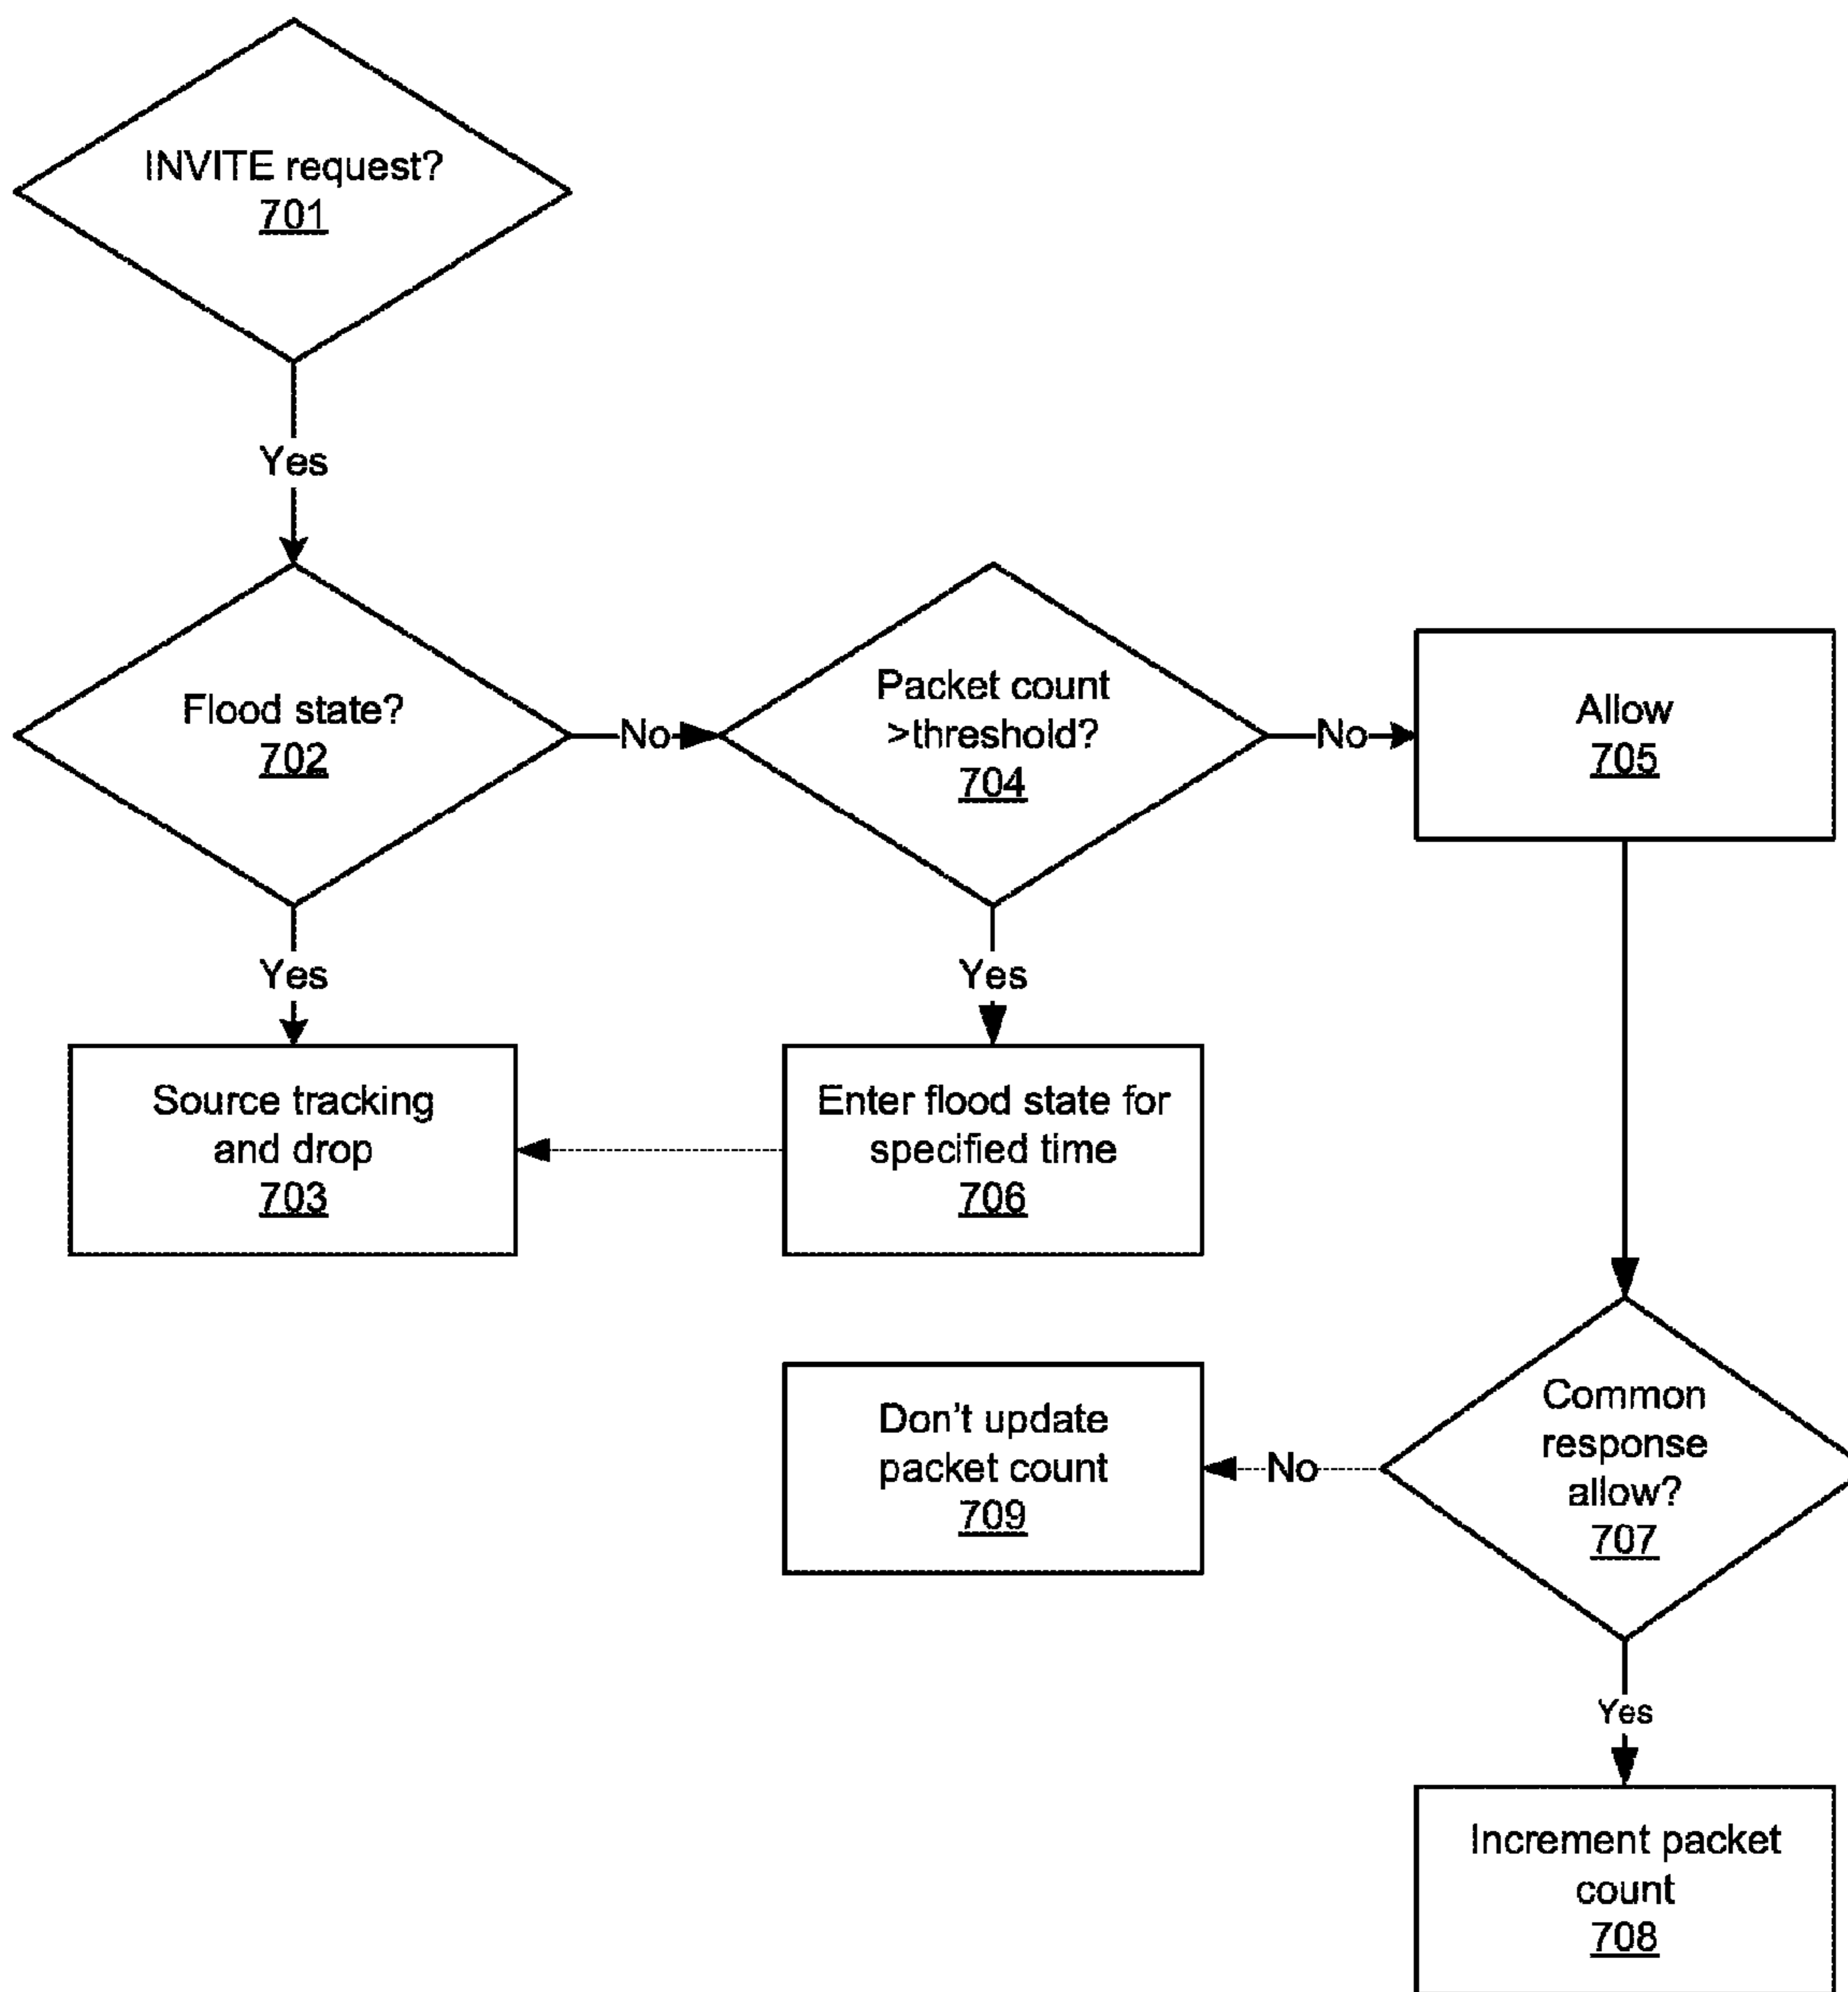 INVITE request?
701
Yes
Flood state?
702
No
Packet count
>threshold?
704
No
Allow
705
Yes
Yes
Source tracking
and drop
703
Enter flood state for
specified time
706
Common
response
allow?
707
No
Don't update
packet count
709
Yes
Increment packet
count
708